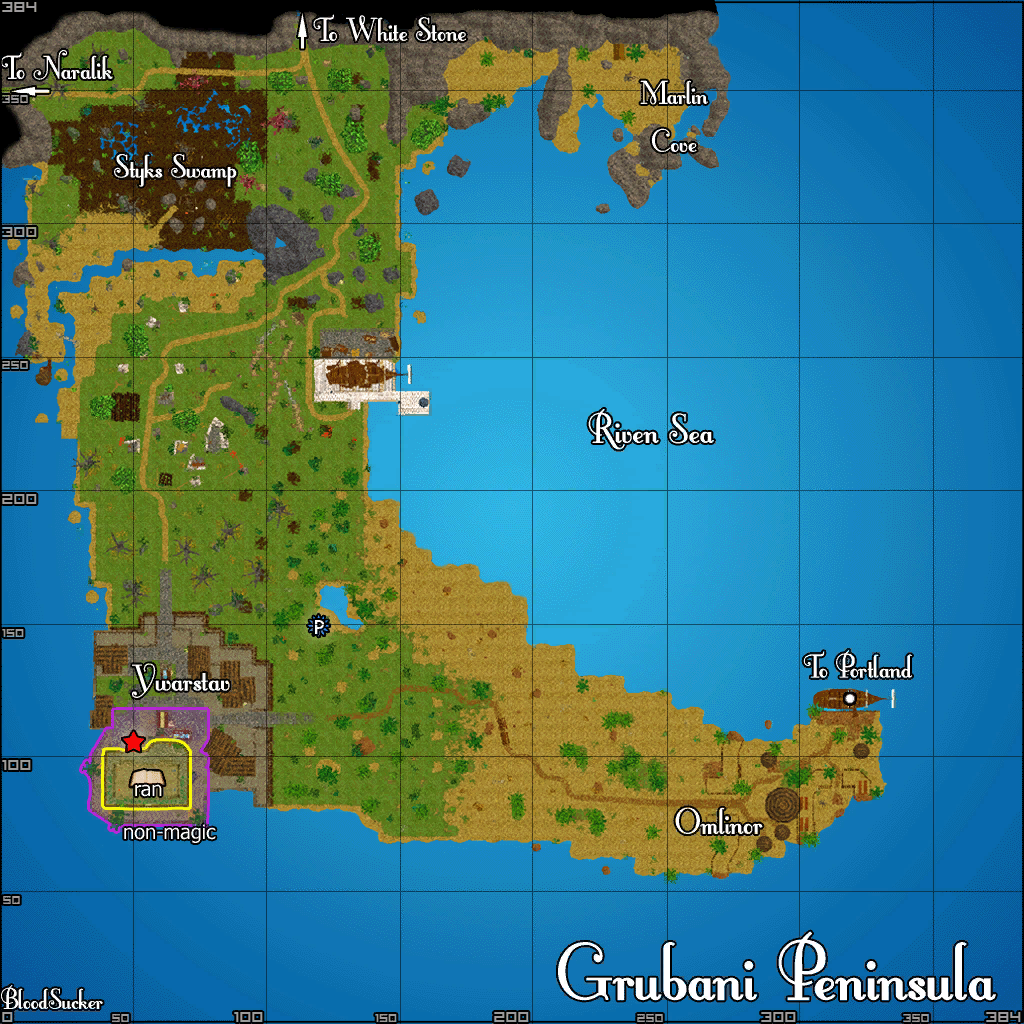 384
To White Stone
To Naralik
350
Marlin
Cove
Styks Swamp
300
250
Riven Sea
200
P
150
To Portland
Ywarstav
100
ran
Omlinor
non-magic
50
Grubani Peninsula
BloodSucker
0 50 100 150 200 250 300 350 384